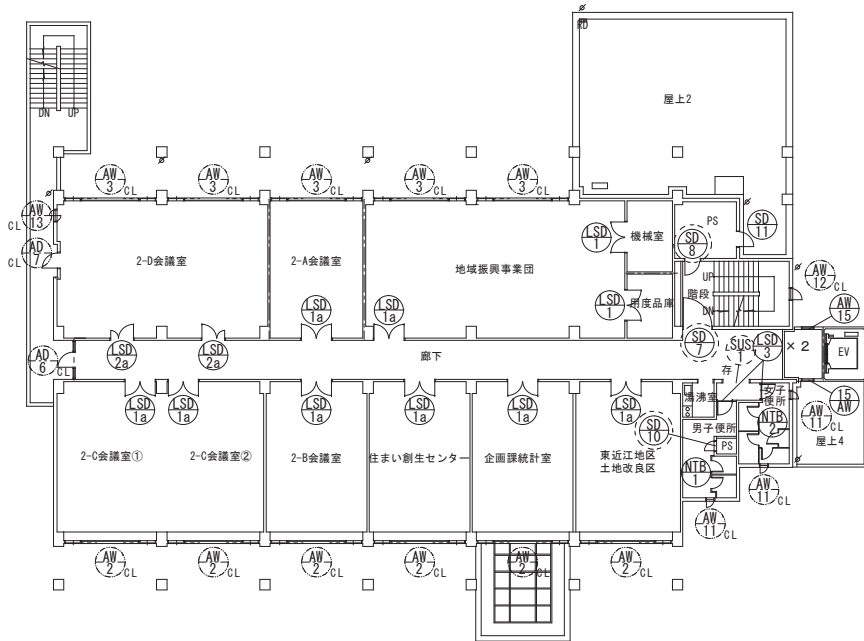 RD
屋上2
DN UP
AW
3
CL
AW
3
CL
AW
3
CL
AW
3
CL
AW
3
CL
AW
13
CL
AD
7
CL
2-D会議室
2-A会議室
地域振興事業団
LSD
1
機械室
PS
SD
8
SD
11
LSD
1
用度品庫
UP
階段
DN
AW
12
CL
AW
15
LSD
2a
LSD
2a
LSD
1a
LSD
1a
SD
7
SUS
1
LSD
3
×2
EV
AD
6
CL
廊下
存
LSD
1a
LSD
1a
LSD
1a
LSD
1a
LSD
1a
LSD
1a
湯沸室
女子
便所
15
AW
AW
11
CL
屋上4
SD
10
男子便所
PS
NTB
2
NTB
1
2-C会議室①
2-C会議室②
2-B会議室
住まい創生センター
企画課統計室
東近江地区
土地改良区
AW
11
CL
AW
11
CL
AW
2
CL
AW
2
CL
AW
2
CL
AW
2
CL
AW
2
CL
AW
2
CL